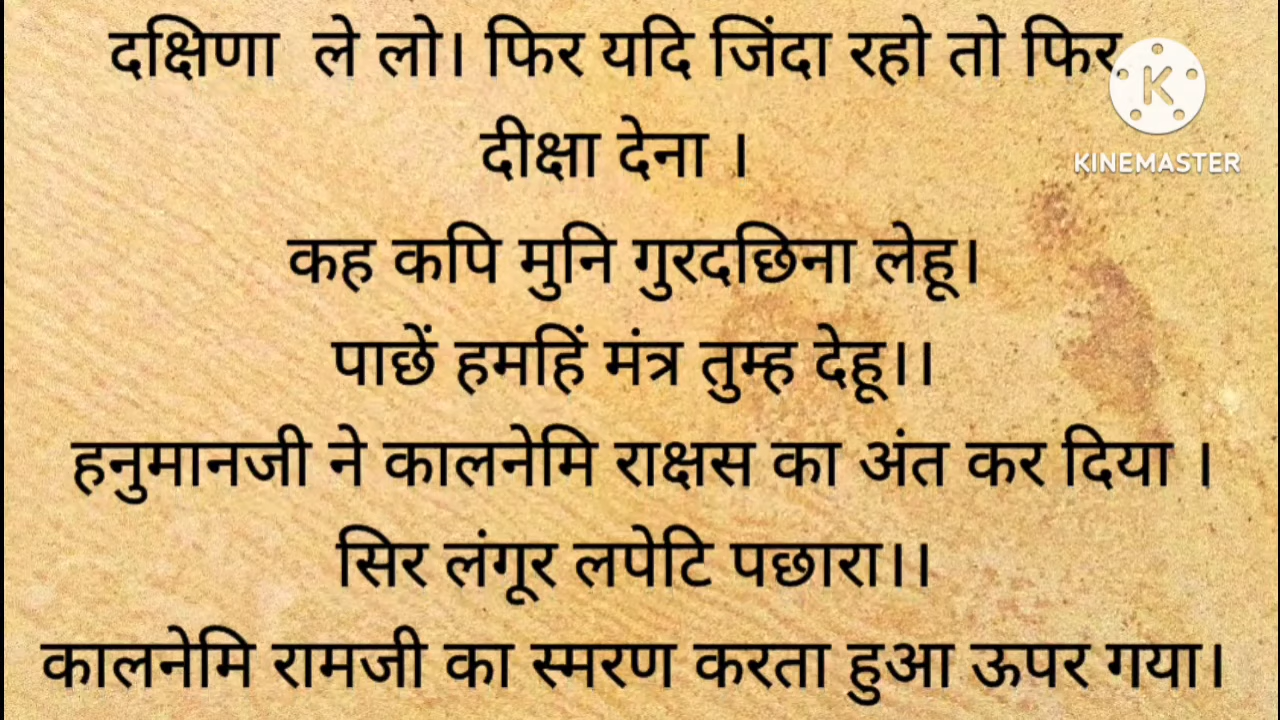 दक्षिणा ले लो। फिर यदि जिंदा रहो तो फिर
दीक्षा देना ।
कह कपि मुनि गुरदछिना लेहू।
पाछें हमहिं मंत्र तुम्ह देहू।।
हनुमानजी ने कालनेमि राक्षस का अंत कर दिया ।
सिर लंगूर लपेटि पछारा।।
कालनेमि रामजी का स्मरण करता हुआ ऊपर गया।
K
KINEMASTER